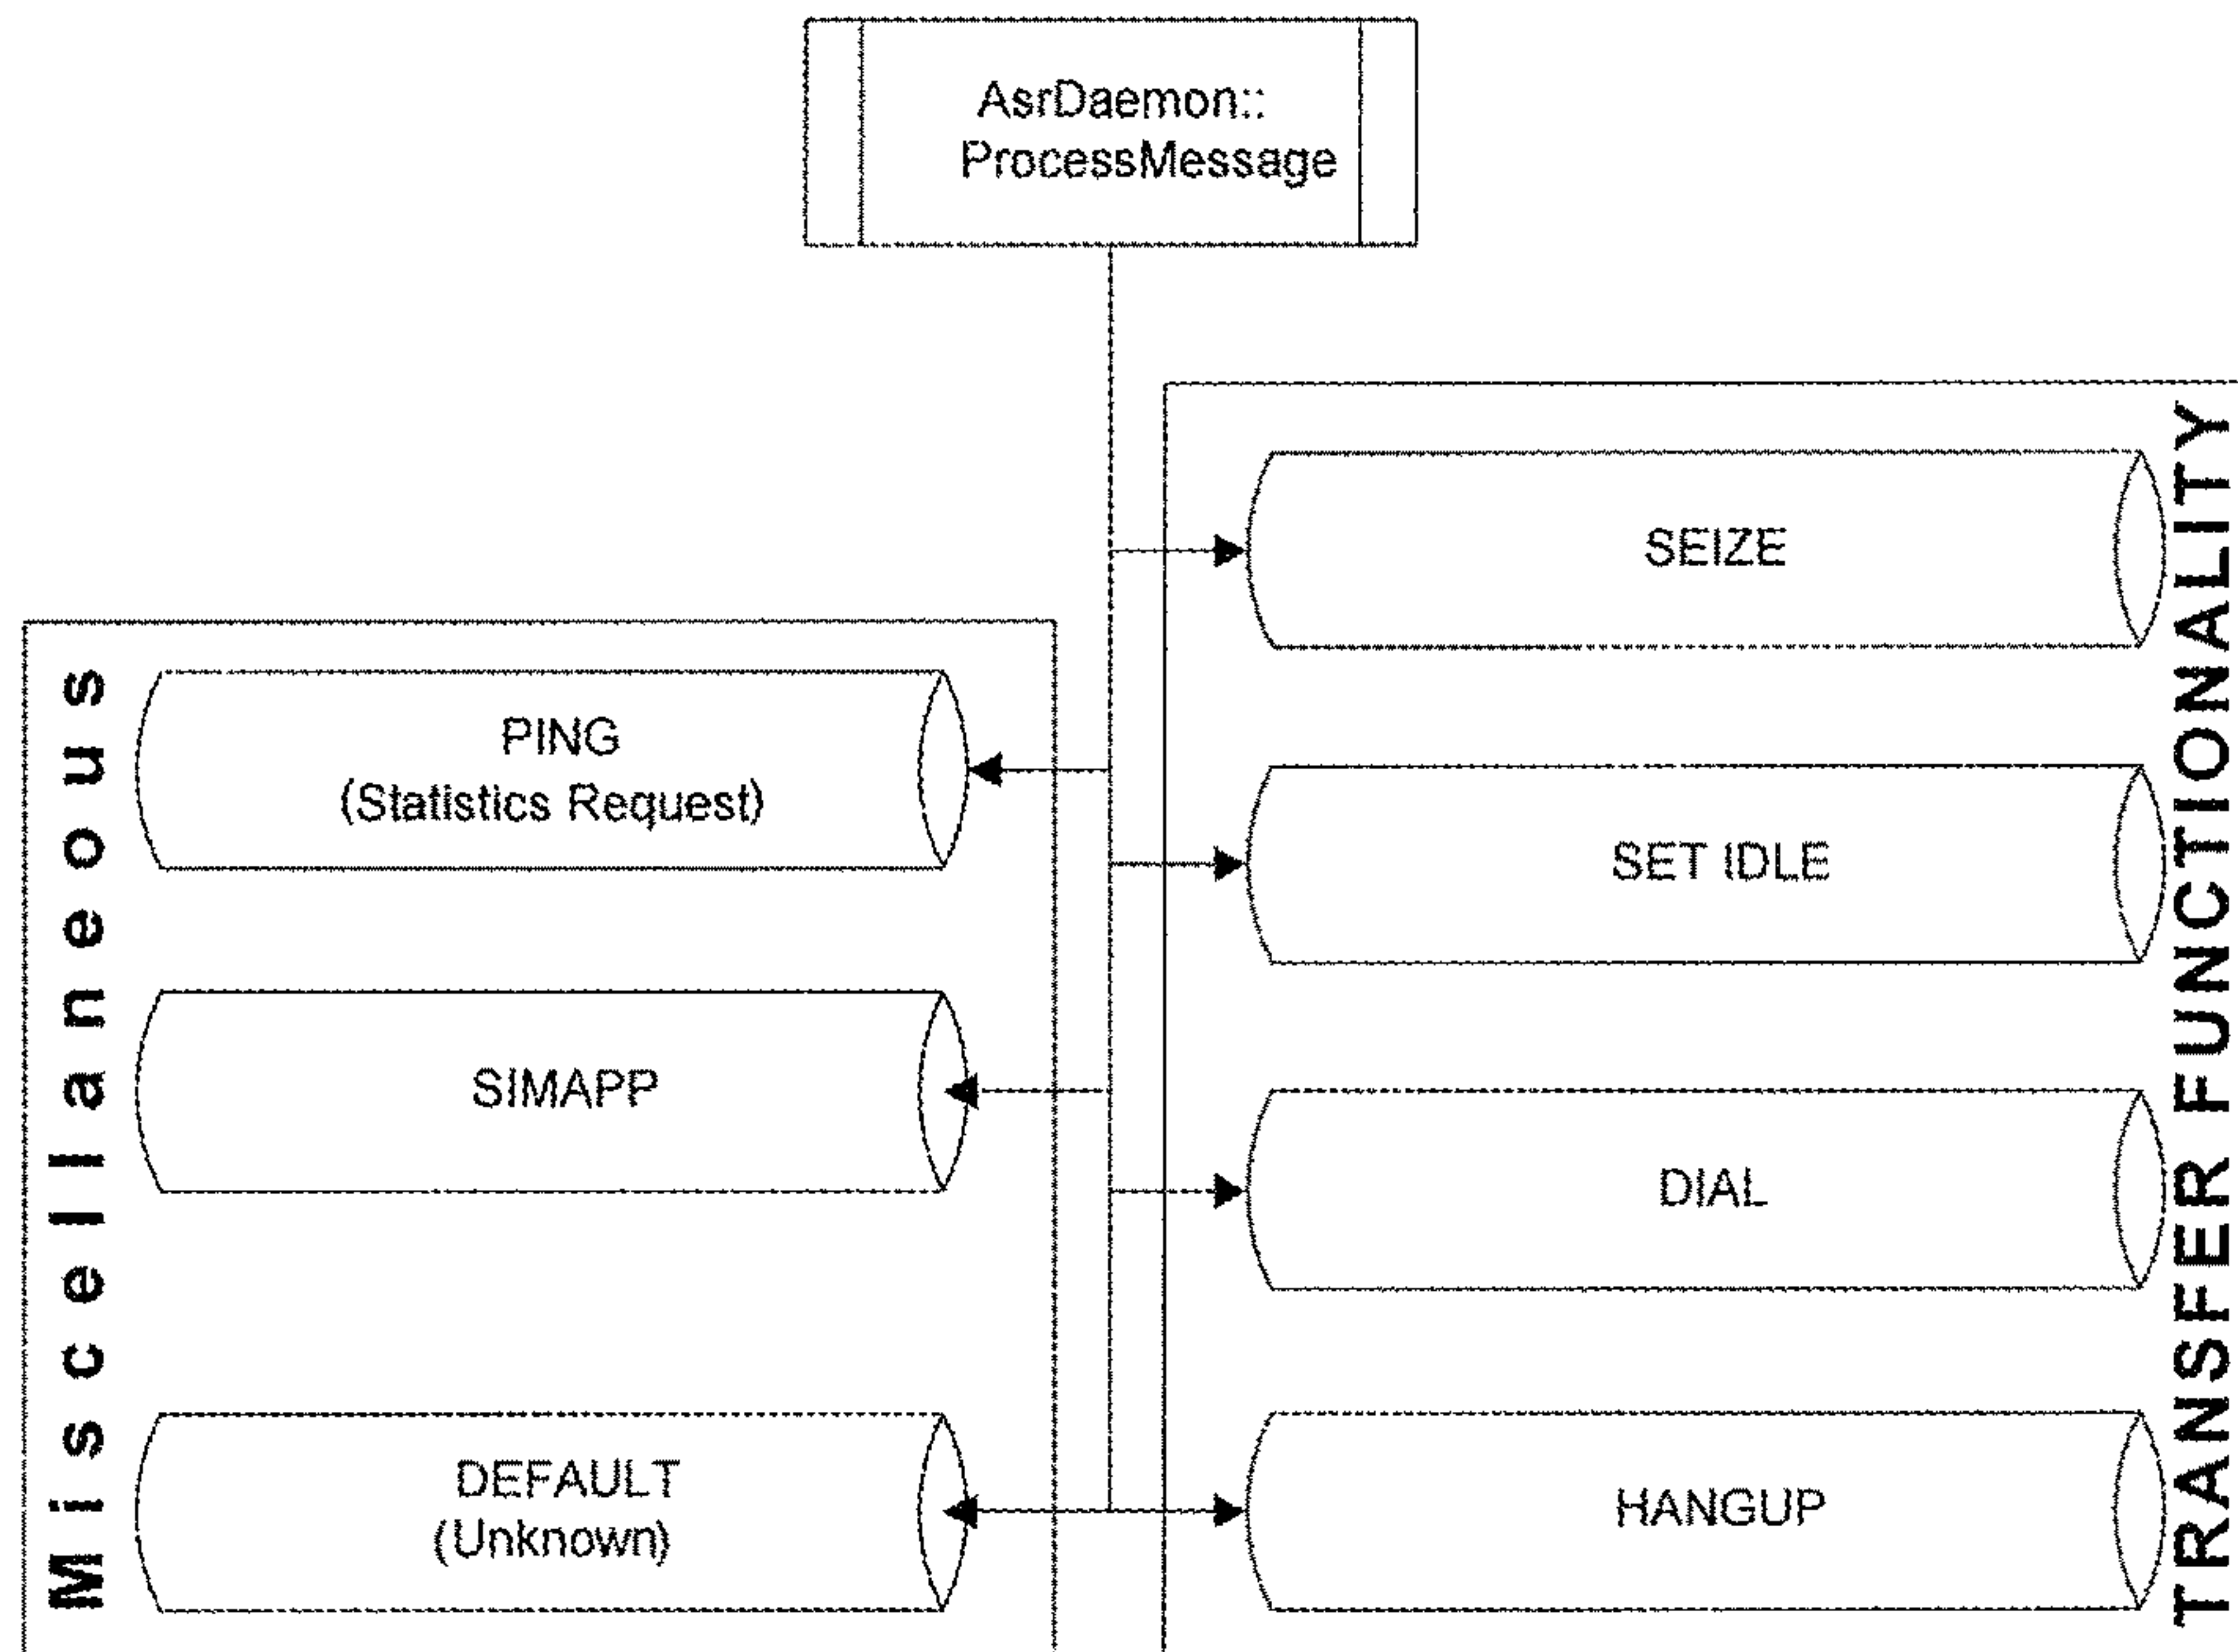 AsrDaemon::
ProcessMessage
Miscellaneous
PING
(Statistics Request)
SIMAPP
DEFAULT
(Unknown)
SEIZE
SET IDLE
DIAL
HANGUP
TRANSFER FUNCTIONALITY